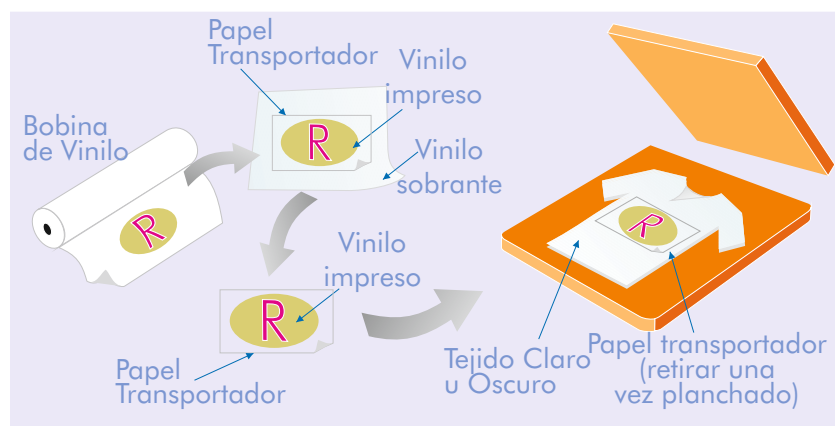 Papel
Transportador
Vinilo
impreso
Bobina
de Vinilo
R
R
Vinilo
sobrante
Vinilo
impreso
R
Papel
Transportador
R
Tejido Claro
u Oscuro
Papel transportador
(retirar una
vez planchado)